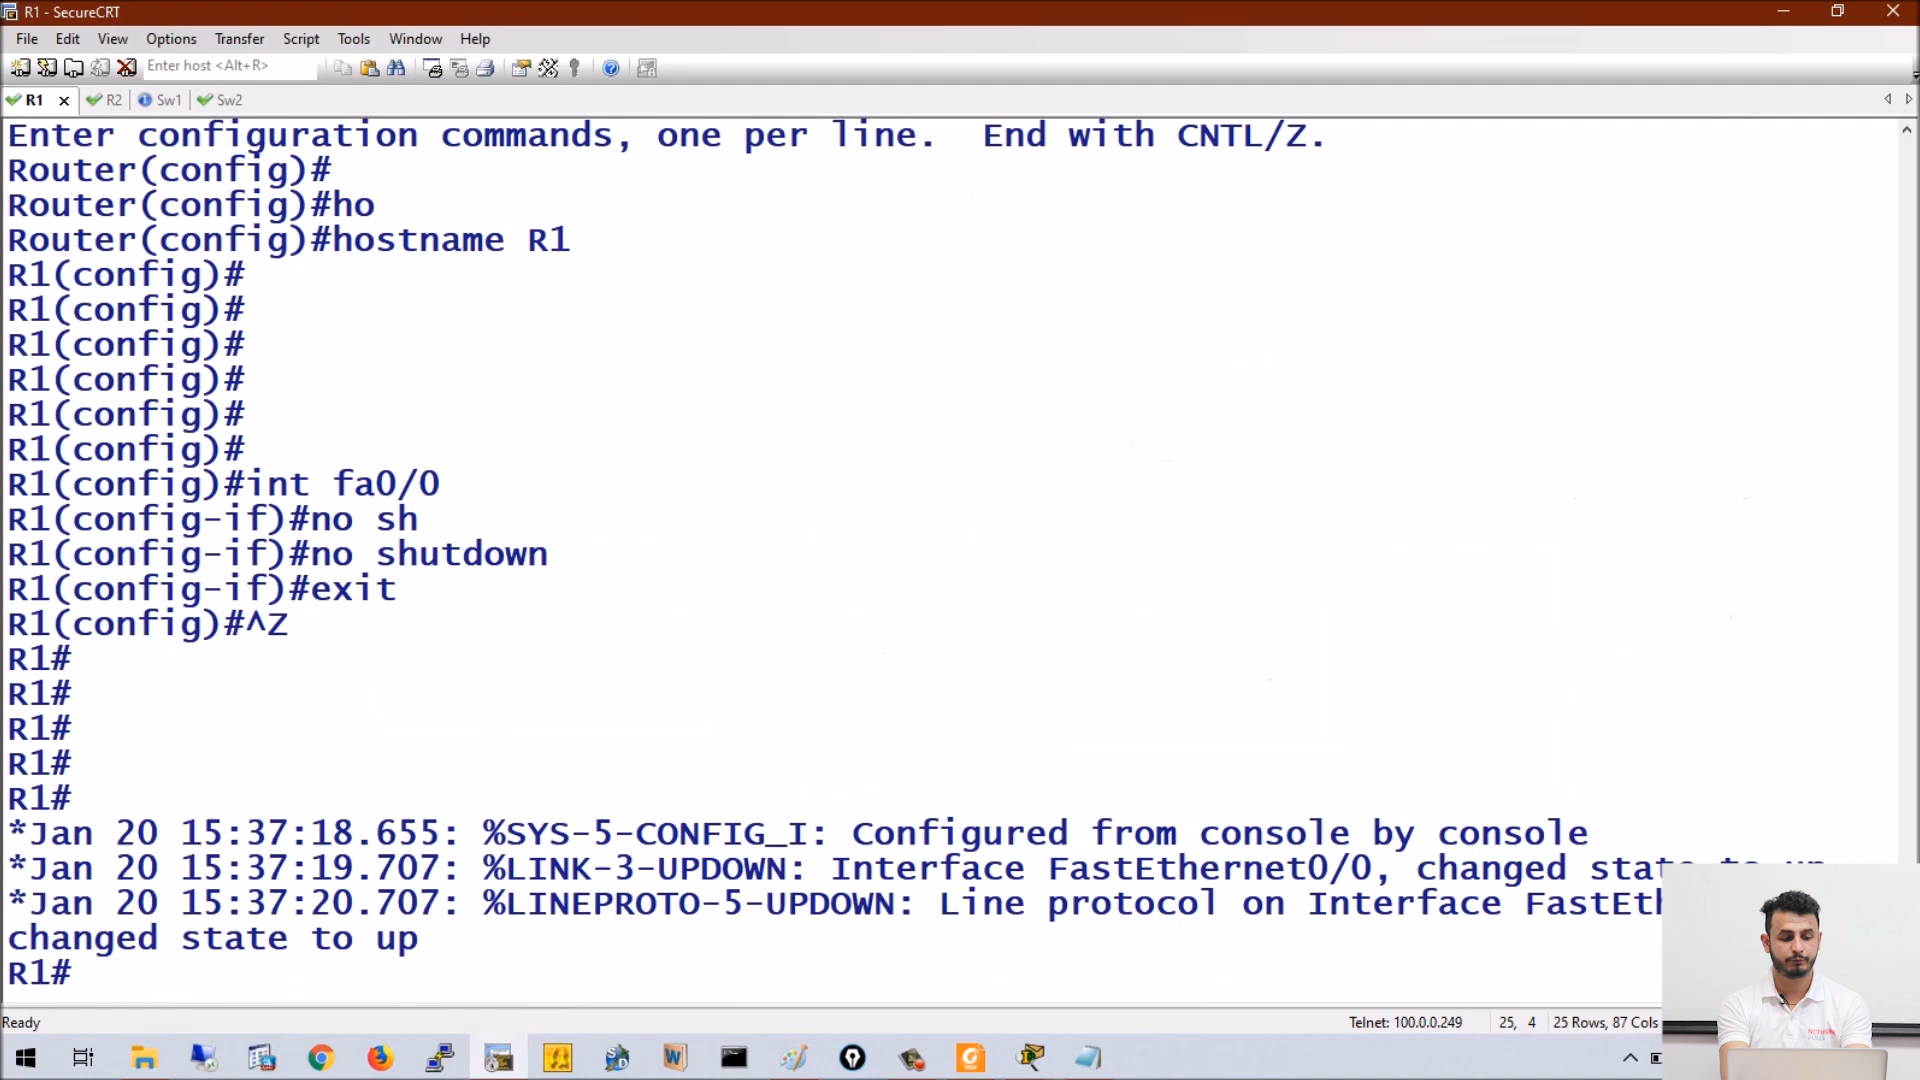 R1 - SecureCRT
File Edit View Options Transfer Script Tools Window Help
Enter host <Alt+R>
R1 R2 Sw1 Sw2
Enter configuration commands, one per line.  End with CNTL/Z.
Router(config)#
Router(config)#ho
Router(config)#hostname R1
R1(config)#
R1(config)#
R1(config)#
R1(config)#
R1(config)#
R1(config)#
R1(config)#int fa0/0
R1(config-if)#no sh
R1(config-if)#no shutdown
R1(config-if)#exit
R1(config)#^Z
R1#
R1#
R1#
R1#
R1#
*Jan 20 15:37:18.655: %SYS-5-CONFIG_I: Configured from console by console
*Jan 20 15:37:19.707: %LINK-3-UPDOWN: Interface FastEthernet0/0, changed state to up
*Jan 20 15:37:20.707: %LINEPROTO-5-UPDOWN: Line protocol on Interface FastEth
changed state to up
R1#
Ready Telnet: 100.0.0.249 25, 4 25 Rows, 87 Cols